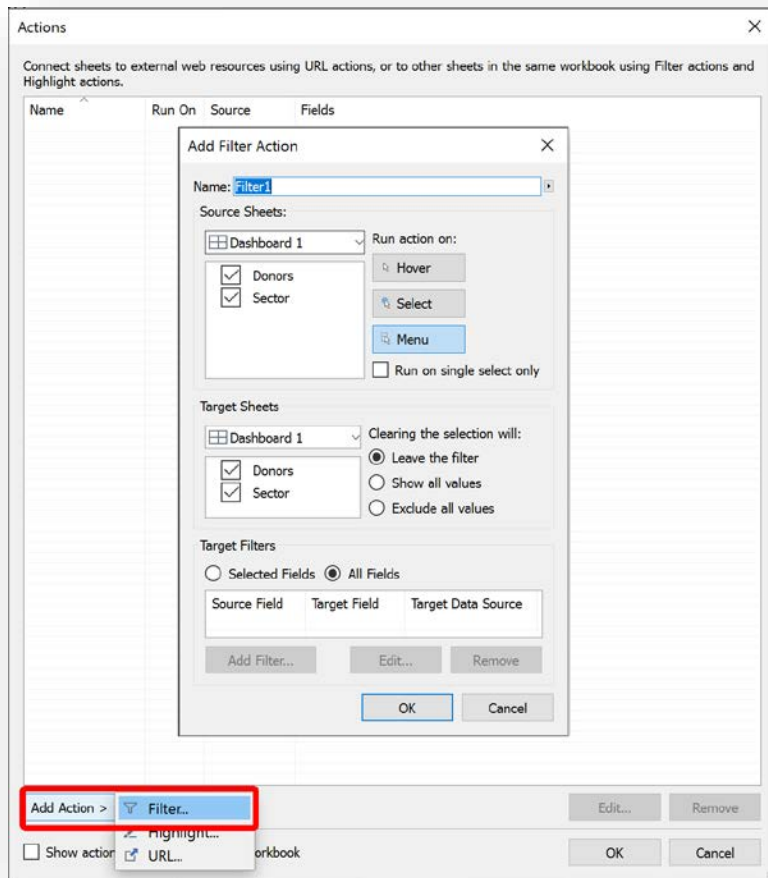 Actions
Connect sheets to external web resources using URL actions, or to other sheets in the same workbook using Filter actions and
Highlight actions.
Name Run On Source Fields
Add Filter Action
Name: Filter1
Source Sheets:
Dashboard 1
Run action on:
Donors
Sector
Hover
Select
Menu
Run on single select only
Target Sheets
Dashboard 1
Clearing the selection will:
Donors
Sector
Leave the filter
Show all values
Exclude all values
Target Filters
Selected Fields All Fields
Source Field Target Field Target Data Source
Add Filter... Edit... Remove
OK Cancel
Add Action > Filter... Edit... Remove
Highlight...
Show action URL... orkbook OK Cancel